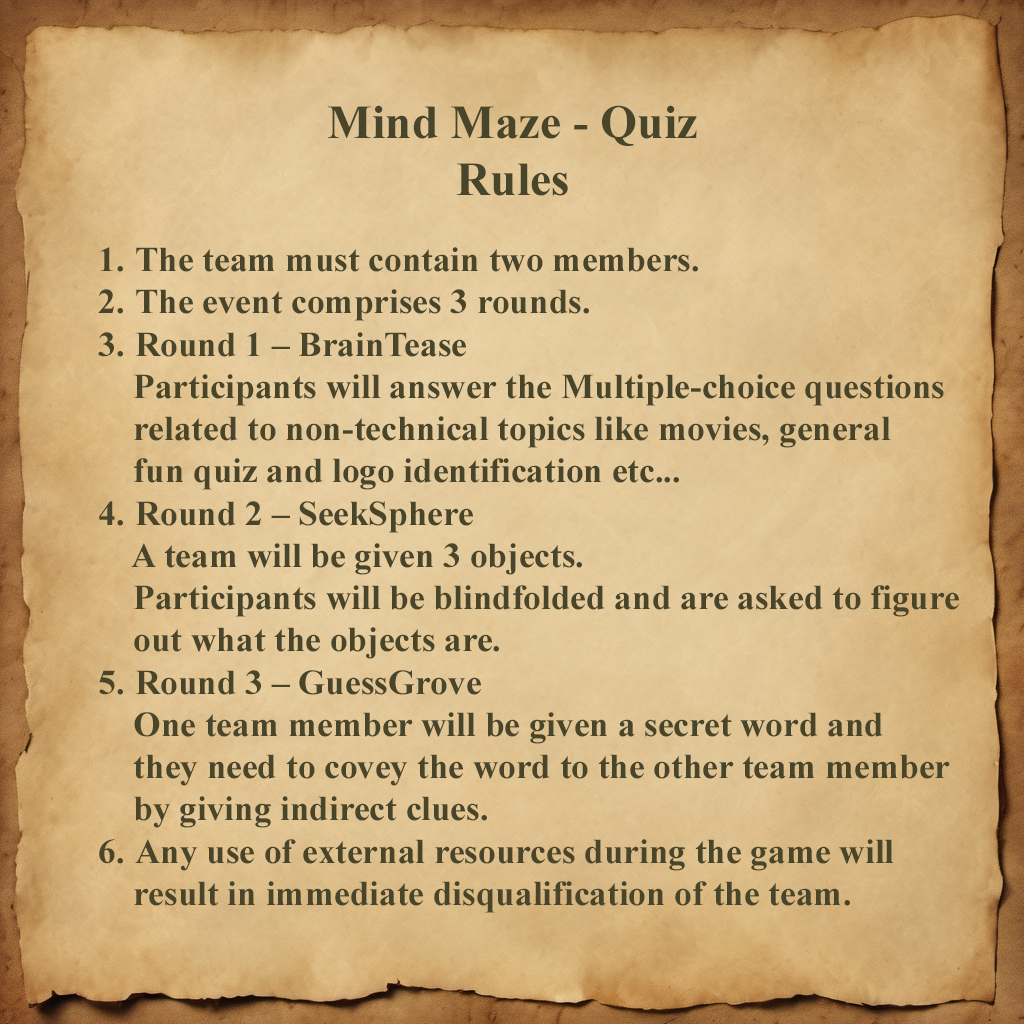 Mind Maze - Quiz
Rules
1. The team must contain two members.
2. The event comprises 3 rounds.
3. Round 1 – BrainTease
Participants will answer the Multiple-choice questions
related to non-technical topics like movies, general
fun quiz and logo identification etc...
4. Round 2 – SeekSphere
A team will be given 3 objects.
Participants will be blindfolded and are asked to figure
out what the objects are.
5. Round 3 – GuessGrove
One team member will be given a secret word and
they need to covey the word to the other team member
by giving indirect clues.
6. Any use of external resources during the game will
result in immediate disqualification of the team.